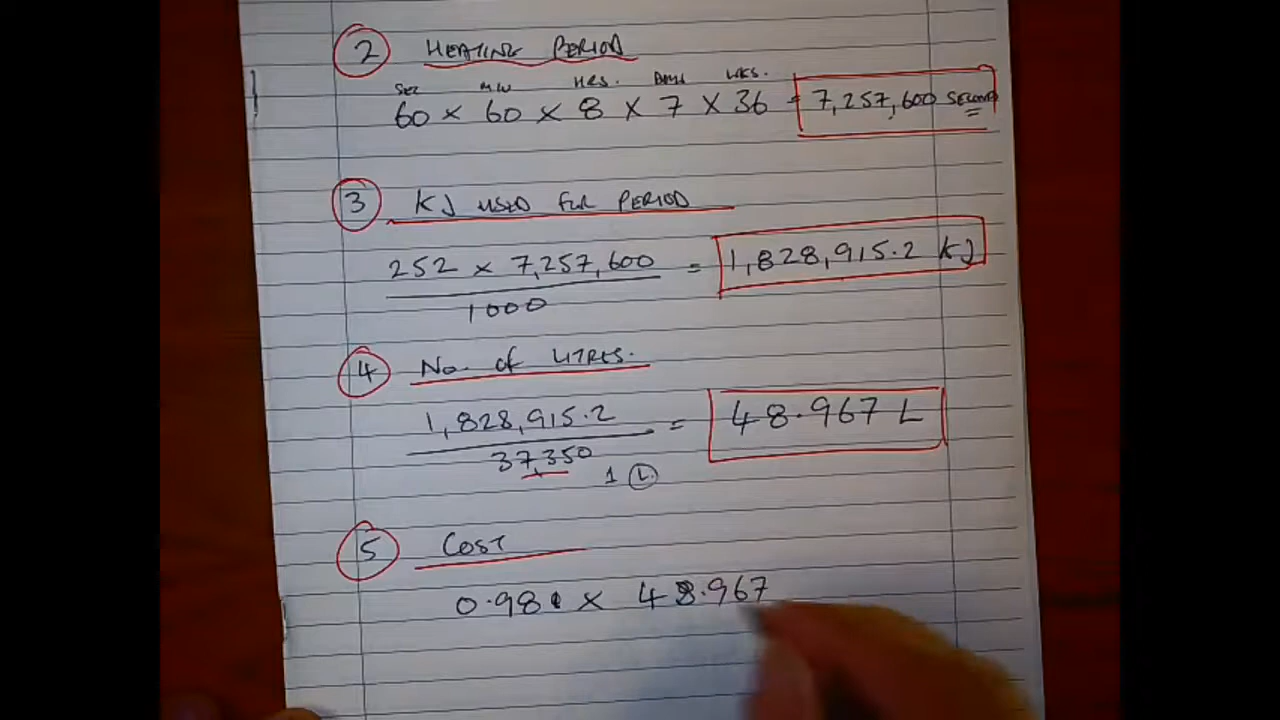 2 HEATING PERIOD
SEC MIN HRS. DAYS WKS.
60 × 60 × 8 × 7 × 36 = 7,257,600 SECONDS
3 KJ USED FOR PERIOD
252 × 7,257,600 = 1,828,915.2 KJ
1000
4 No. of LITRES.
1,828,915.2 = 48.967 L
37,350
1 L
5 COST
0.98 × 48.967